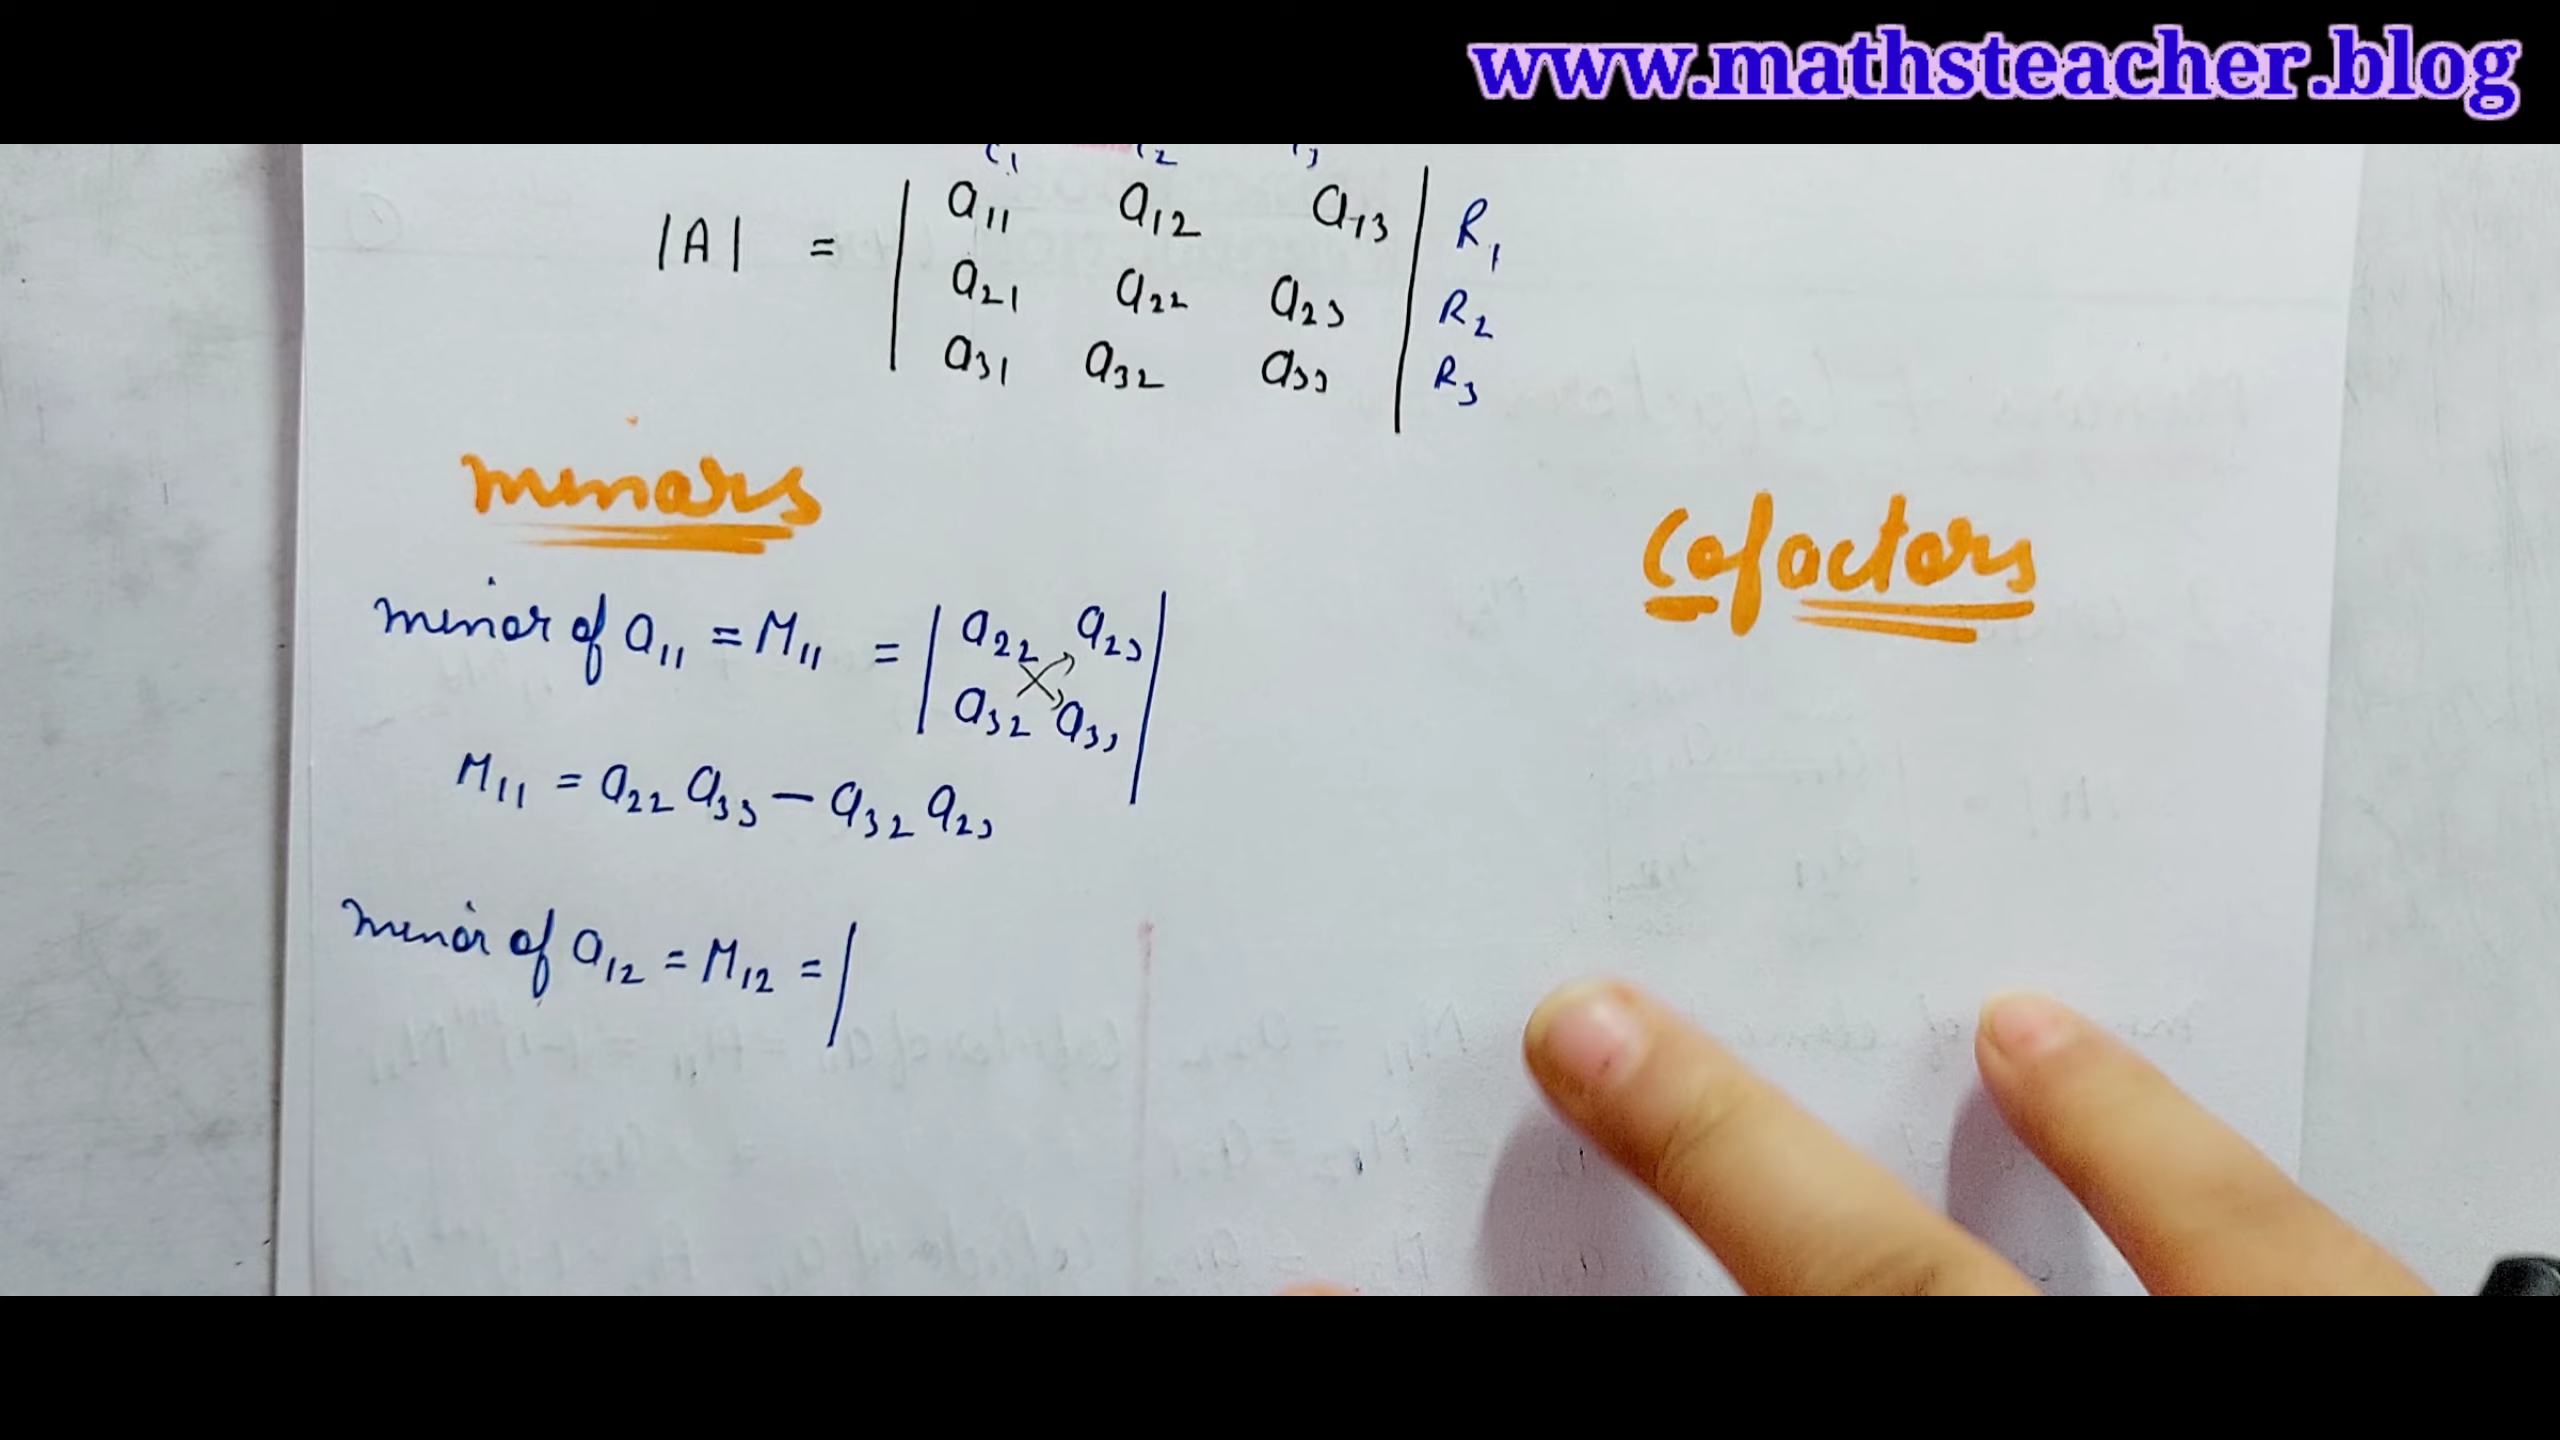 www.mathsteacher.blog
|A| = | a11 a12 a13 | R1
a21 a22 a23 R2
a31 a32 a33 R3
minors
Cofactors
minor of a11 = M11 = | a22 a23 |
a32 a33
M11 = a22 a33 − a32 a23
minor of a12 = M12 = |